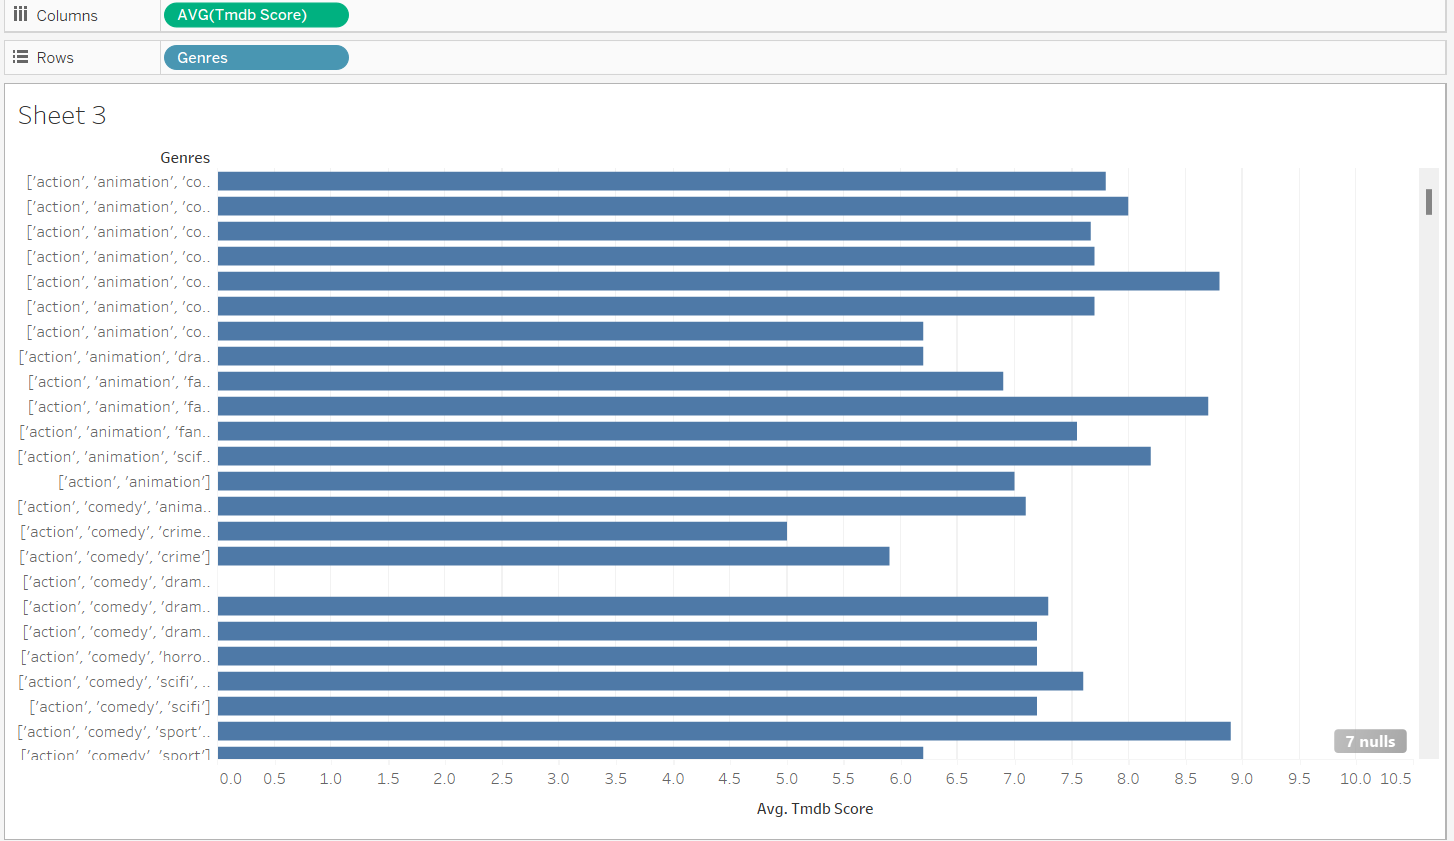 Columns
AVG(Tmdb Score)
Rows
Genres
Sheet 3
Genres
['action', 'animation', 'co..
['action', 'animation', 'co..
['action', 'animation', 'co..
['action', 'animation', 'co..
['action', 'animation', 'co..
['action', 'animation', 'co..
['action', 'animation', 'co..
['action', 'animation', 'dra..
['action', 'animation', 'fa..
['action', 'animation', 'fa..
['action', 'animation', 'fan..
['action', 'animation', 'scif..
['action', 'animation']
['action', 'comedy', 'anima..
['action', 'comedy', 'crime..
['action', 'comedy', 'crime']
['action', 'comedy', 'dram..
['action', 'comedy', 'dram..
['action', 'comedy', 'dram..
['action', 'comedy', 'horro..
['action', 'comedy', 'scifi', ..
['action', 'comedy', 'scifi']
['action', 'comedy', 'sport'..
['action', 'comedy', 'sport']
7 nulls
0.0 0.5 1.0 1.5 2.0 2.5 3.0 3.5 4.0 4.5 5.0 5.5 6.0 6.5 7.0 7.5 8.0 8.5 9.0 9.5 10.0 10.5
Avg. Tmdb Score